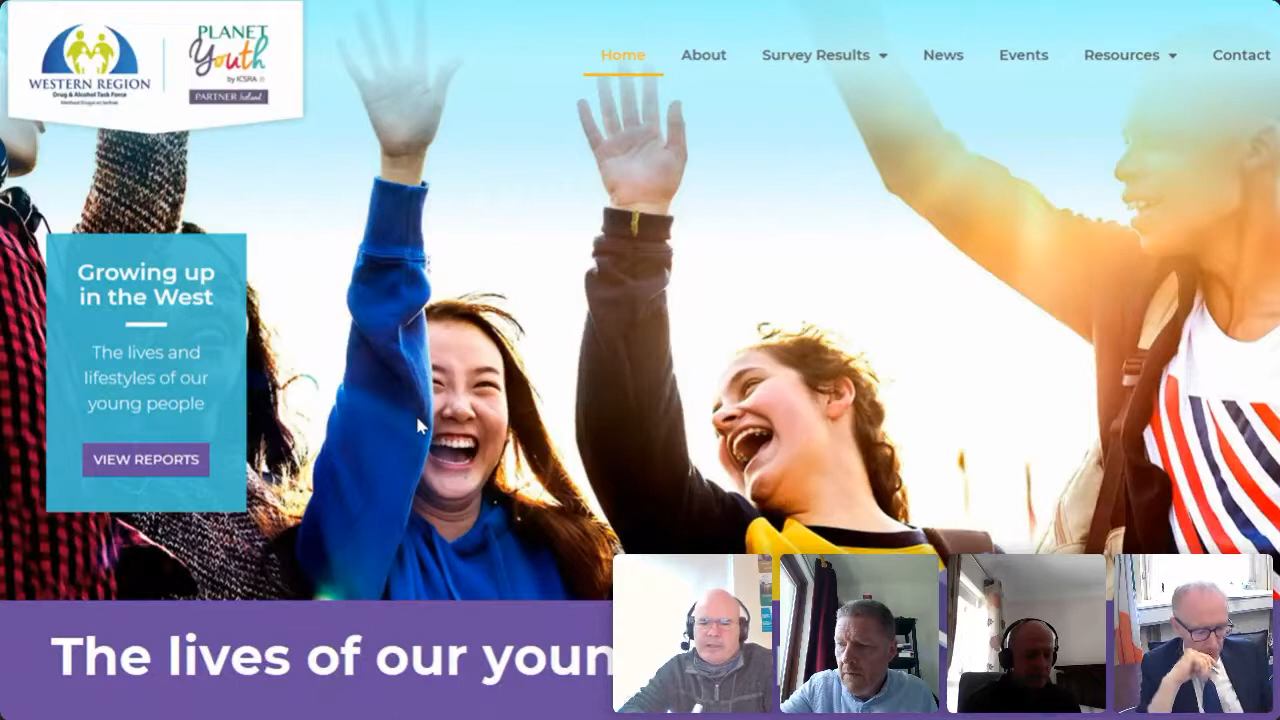 WESTERN REGION
Drug & Alcohol Task Force
PLANET
Youth
by ICSRA
PARTNER Ireland
Home
About
Survey Results
News
Events
Resources
Contact
Growing up
in the West
The lives and
lifestyles of our
young people
VIEW REPORTS
The lives of our youn